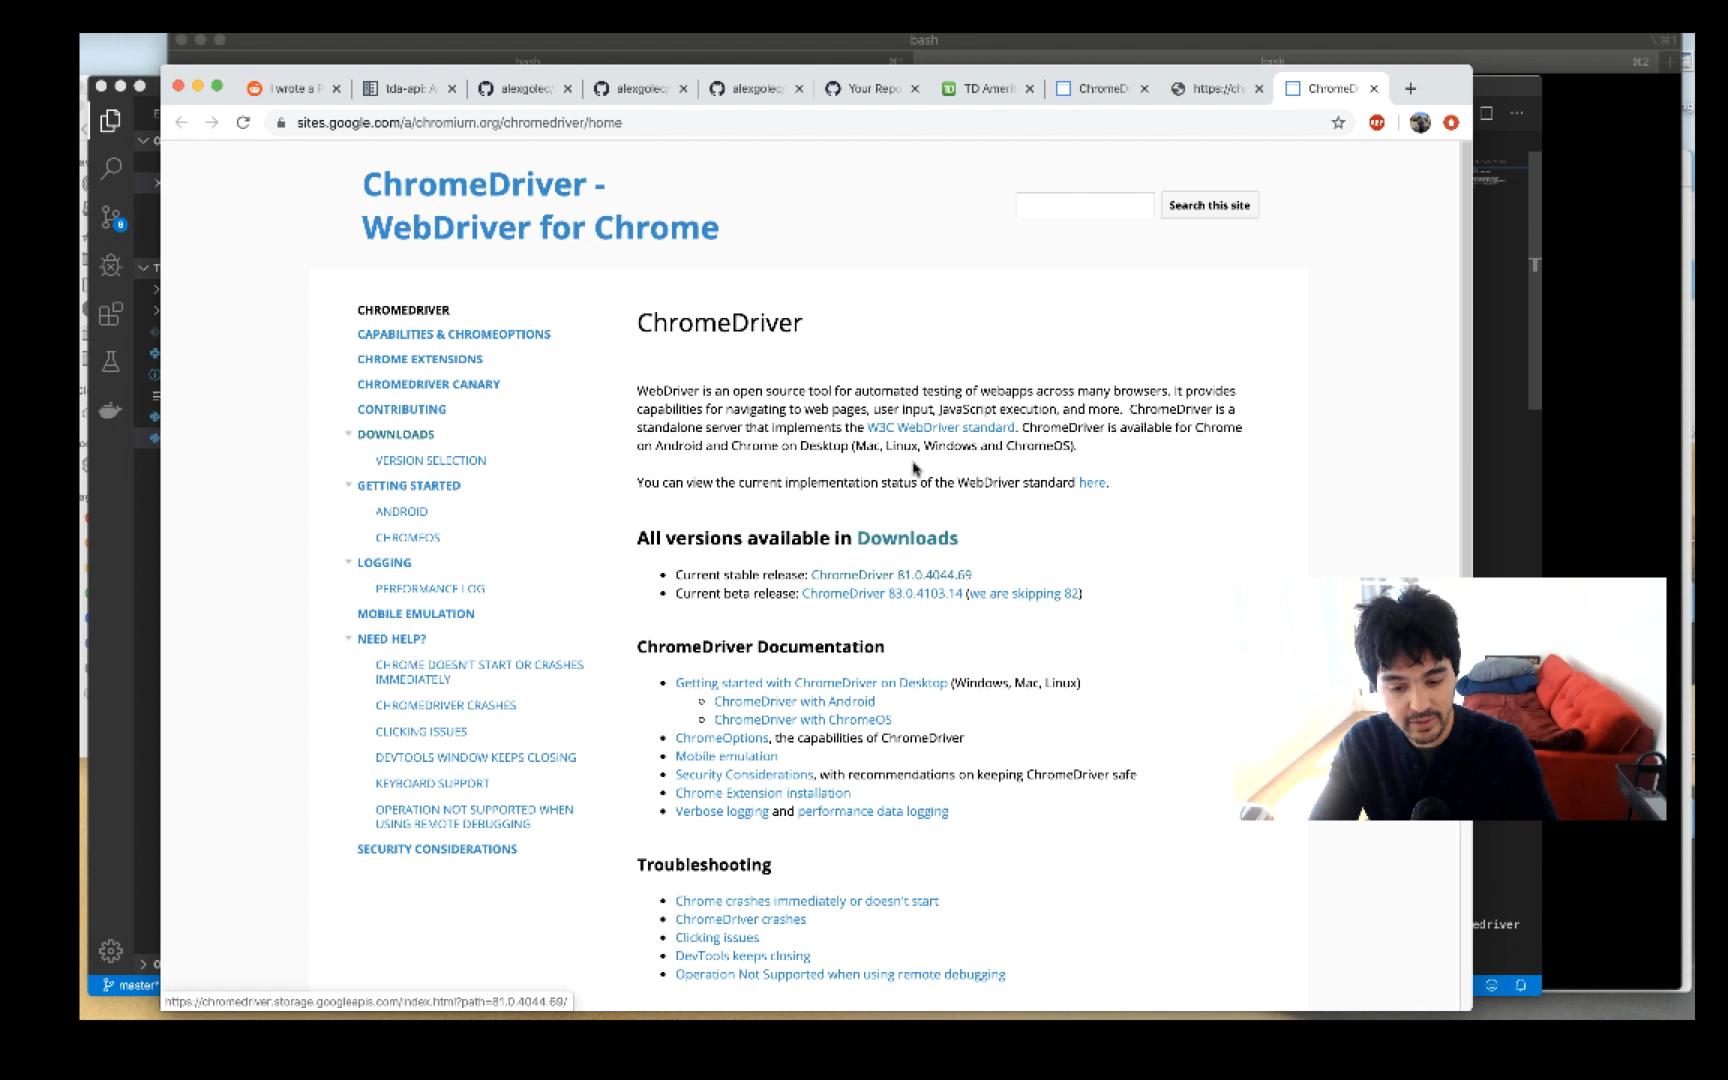 bash
bash
bash
⌘1
⌘2
I wrote a P
tda-api: A
alexgolec/
alexgolec/
alexgolec/
Your Repo
TD Amerit
ChromeD
https://ch
ChromeD
sites.google.com/a/chromium.org/chromedriver/home
ChromeDriver -
WebDriver for Chrome
Search this site
CHROMEDRIVER
CAPABILITIES & CHROMEOPTIONS
CHROME EXTENSIONS
CHROMEDRIVER CANARY
CONTRIBUTING
DOWNLOADS
VERSION SELECTION
GETTING STARTED
ANDROID
CHROMEOS
LOGGING
PERFORMANCE LOG
MOBILE EMULATION
NEED HELP?
CHROME DOESN'T START OR CRASHES
IMMEDIATELY
CHROMEDRIVER CRASHES
CLICKING ISSUES
DEVTOOLS WINDOW KEEPS CLOSING
KEYBOARD SUPPORT
OPERATION NOT SUPPORTED WHEN
USING REMOTE DEBUGGING
SECURITY CONSIDERATIONS
ChromeDriver
WebDriver is an open source tool for automated testing of webapps across many browsers. It provides
capabilities for navigating to web pages, user input, JavaScript execution, and more. ChromeDriver is a
standalone server that implements the W3C WebDriver standard. ChromeDriver is available for Chrome
on Android and Chrome on Desktop (Mac, Linux, Windows and ChromeOS).
You can view the current implementation status of the WebDriver standard here.
All versions available in Downloads
Current stable release: ChromeDriver 81.0.4044.69
Current beta release: ChromeDriver 83.0.4103.14 (we are skipping 82)
ChromeDriver Documentation
Getting started with ChromeDriver on Desktop (Windows, Mac, Linux)
ChromeDriver with Android
ChromeDriver with ChromeOS
ChromeOptions, the capabilities of ChromeDriver
Mobile emulation
Security Considerations, with recommendations on keeping ChromeDriver safe
Chrome Extension installation
Verbose logging and performance data logging
Troubleshooting
Chrome crashes immediately or doesn't start
ChromeDriver crashes
Clicking issues
DevTools keeps closing
Operation Not Supported when using remote debugging
edriver
master*
https://chromedriver.storage.googleapis.com/index.html?path=81.0.4044.69/